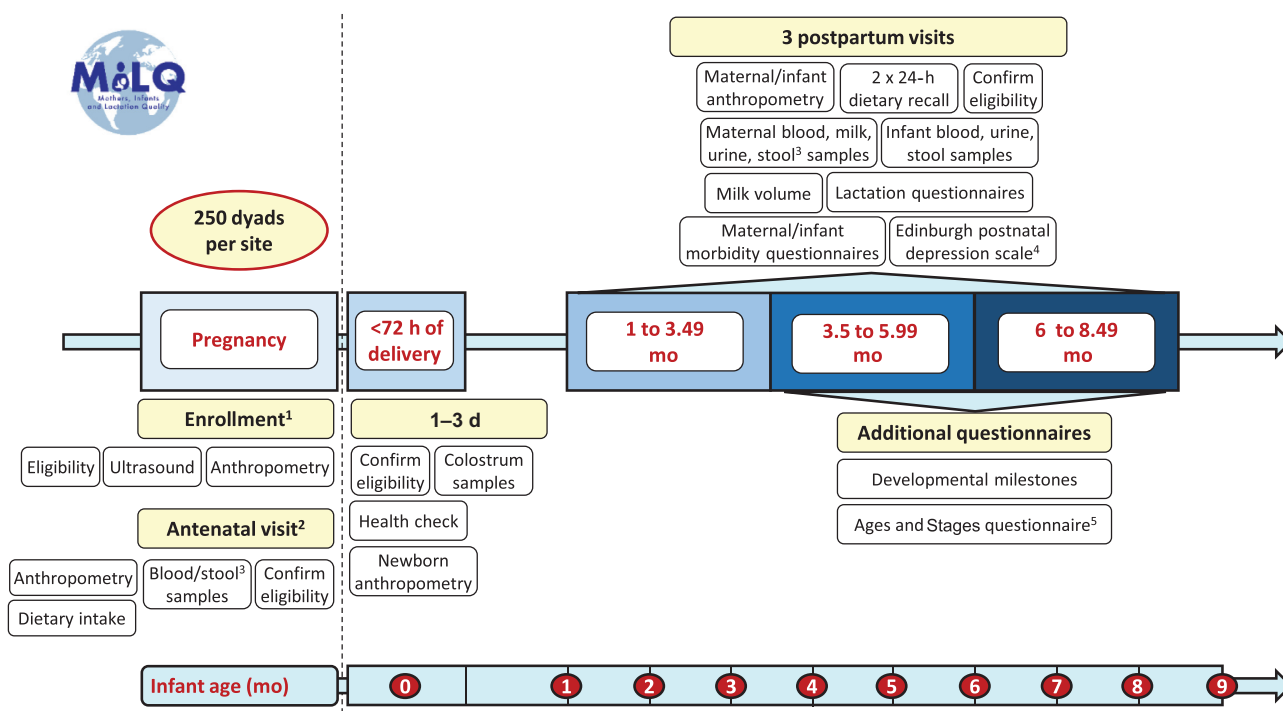 MiLQ
Mothers, Infants
and Lactation Quality
3 postpartum visits
Maternal/infant
anthropometry
2 x 24-h
dietary recall
Confirm
eligibility
Maternal blood, milk,
urine, stool³ samples
Infant blood, urine,
stool samples
Milk volume
Lactation questionnaires
Maternal/infant
morbidity questionnaires
Edinburgh postnatal
depression scale⁴
250 dyads
per site
Pregnancy
<72 h of
delivery
1 to 3.49
mo
3.5 to 5.99
mo
6 to 8.49
mo
Enrollment¹
Eligibility
Ultrasound
Anthropometry
Antenatal visit²
Anthropometry
Blood/stool³
samples
Confirm
eligibility
Dietary intake
1–3 d
Confirm
eligibility
Colostrum
samples
Health check
Newborn
anthropometry
Additional questionnaires
Developmental milestones
Ages and Stages questionnaire⁵
Infant age (mo)
0
1
2
3
4
5
6
7
8
9